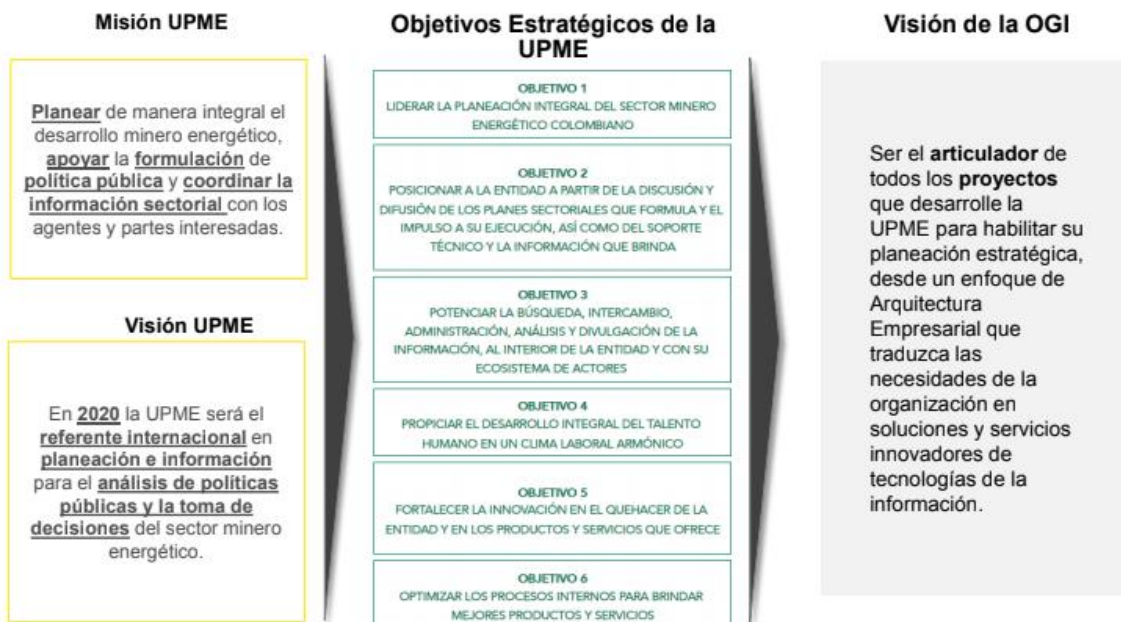 Misión UPME
Planear de manera integral el
desarrollo minero energético,
apoyar la formulación de
política pública y coordinar la
información sectorial con los
agentes y partes interesadas.
Visión UPME
En 2020 la UPME será el
referente internacional en
planeación e información
para el análisis de políticas
públicas y la toma de
decisiones del sector minero
energético.
Objetivos Estratégicos de la
UPME
OBJETIVO 1
LIDERAR LA PLANEACIÓN INTEGRAL DEL SECTOR MINERO
ENERGÉTICO COLOMBIANO
OBJETIVO 2
POSICIONAR A LA ENTIDAD A PARTIR DE LA DISCUSIÓN Y
DIFUSIÓN DE LOS PLANES SECTORIALES QUE FORMULA Y EL
IMPULSO A SU EJECUCIÓN, ASÍ COMO DEL SOPORTE
TÉCNICO Y LA INFORMACIÓN QUE BRINDA
OBJETIVO 3
POTENCIAR LA BÚSQUEDA, INTERCAMBIO,
ADMINISTRACIÓN, ANÁLISIS Y DIVULGACIÓN DE LA
INFORMACIÓN, AL INTERIOR DE LA ENTIDAD Y CON SU
ECOSISTEMA DE ACTORES
OBJETIVO 4
PROPICIAR EL DESARROLLO INTEGRAL DEL TALENTO
HUMANO EN UN CLIMA LABORAL ARMÓNICO
OBJETIVO 5
FORTALECER LA INNOVACIÓN EN EL QUEHACER DE LA
ENTIDAD Y EN LOS PRODUCTOS Y SERVICIOS QUE OFRECE
OBJETIVO 6
OPTIMIZAR LOS PROCESOS INTERNOS PARA BRINDAR
MEJORES PRODUCTOS Y SERVICIOS
Visión de la OGI
Ser el articulador de
todos los proyectos
que desarrolle la
UPME para habilitar su
planeación estratégica,
desde un enfoque de
Arquitectura
Empresarial que
traduzca las
necesidades de la
organización en
soluciones y servicios
innovadores de
tecnologías de la
información.